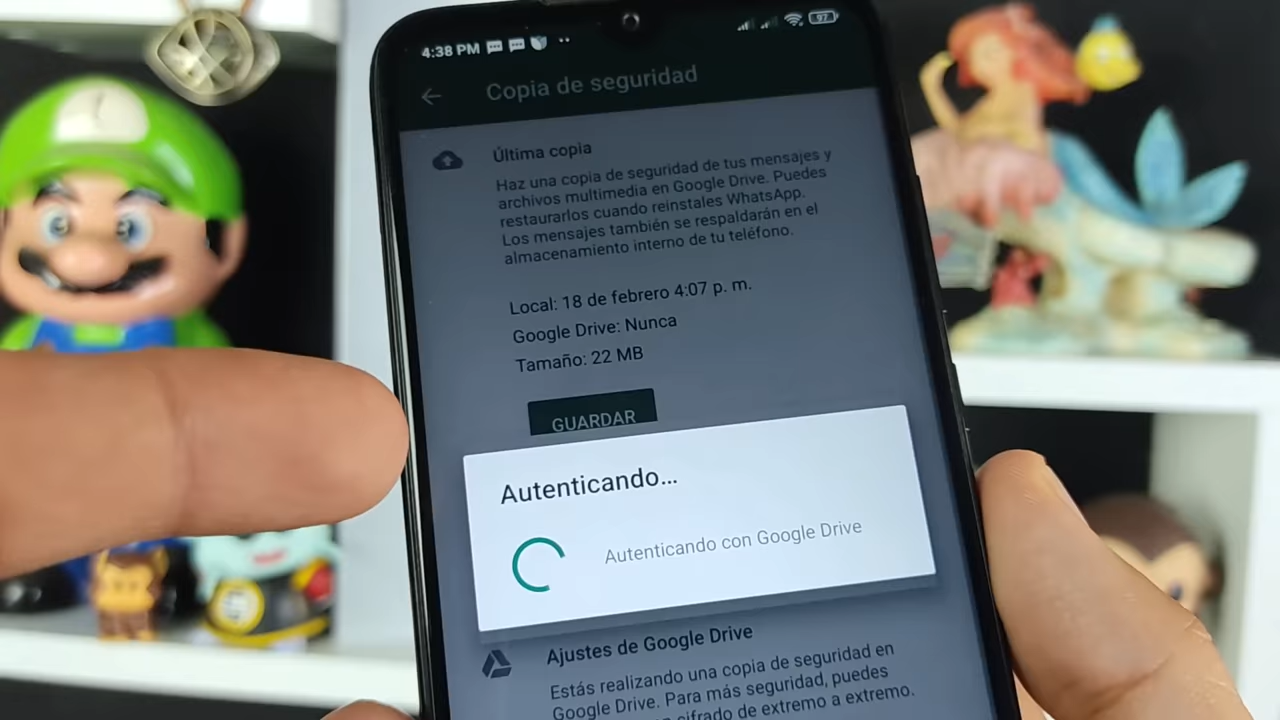 4:38 PM
97
Copia de seguridad
Última copia
Haz una copia de seguridad de tus mensajes y
archivos multimedia en Google Drive. Puedes
restaurarlos cuando reinstales WhatsApp.
Los mensajes también se respaldarán en el
almacenamiento interno de tu teléfono.
Local: 18 de febrero 4:07 p. m.
Google Drive: Nunca
Tamaño: 22 MB
GUARDAR
Autenticando...
Autenticando con Google Drive
Ajustes de Google Drive
Estás realizando una copia de seguridad en
Google Drive. Para más seguridad, puedes
cifrado de extremo a extremo.